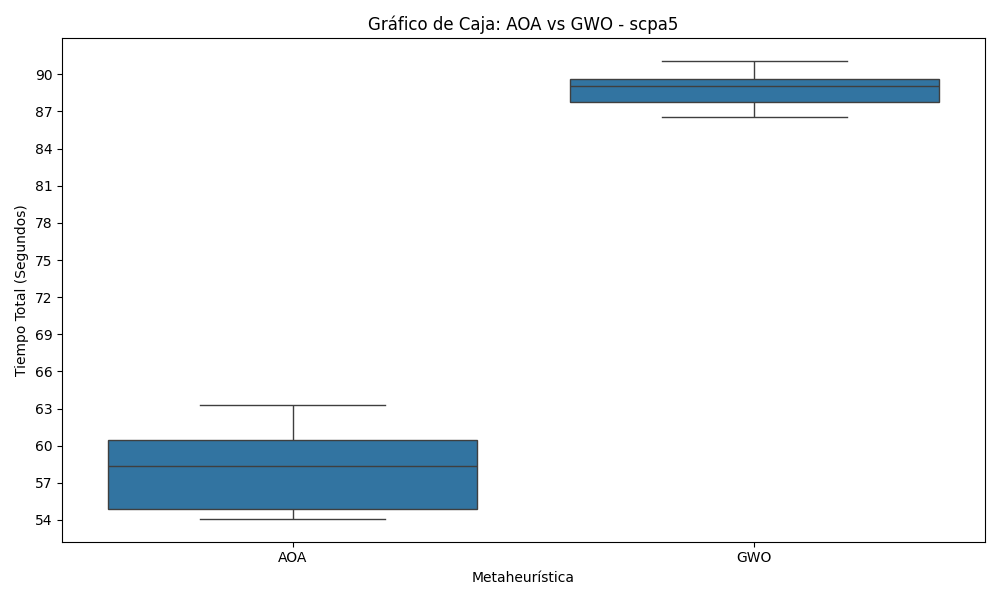 Gráfico de Caja: AOA vs GWO - scpa5
Tiempo Total (Segundos)
90
87
84
81
78
75
72
69
66
63
60
57
54
AOA
GWO
Metaheurística